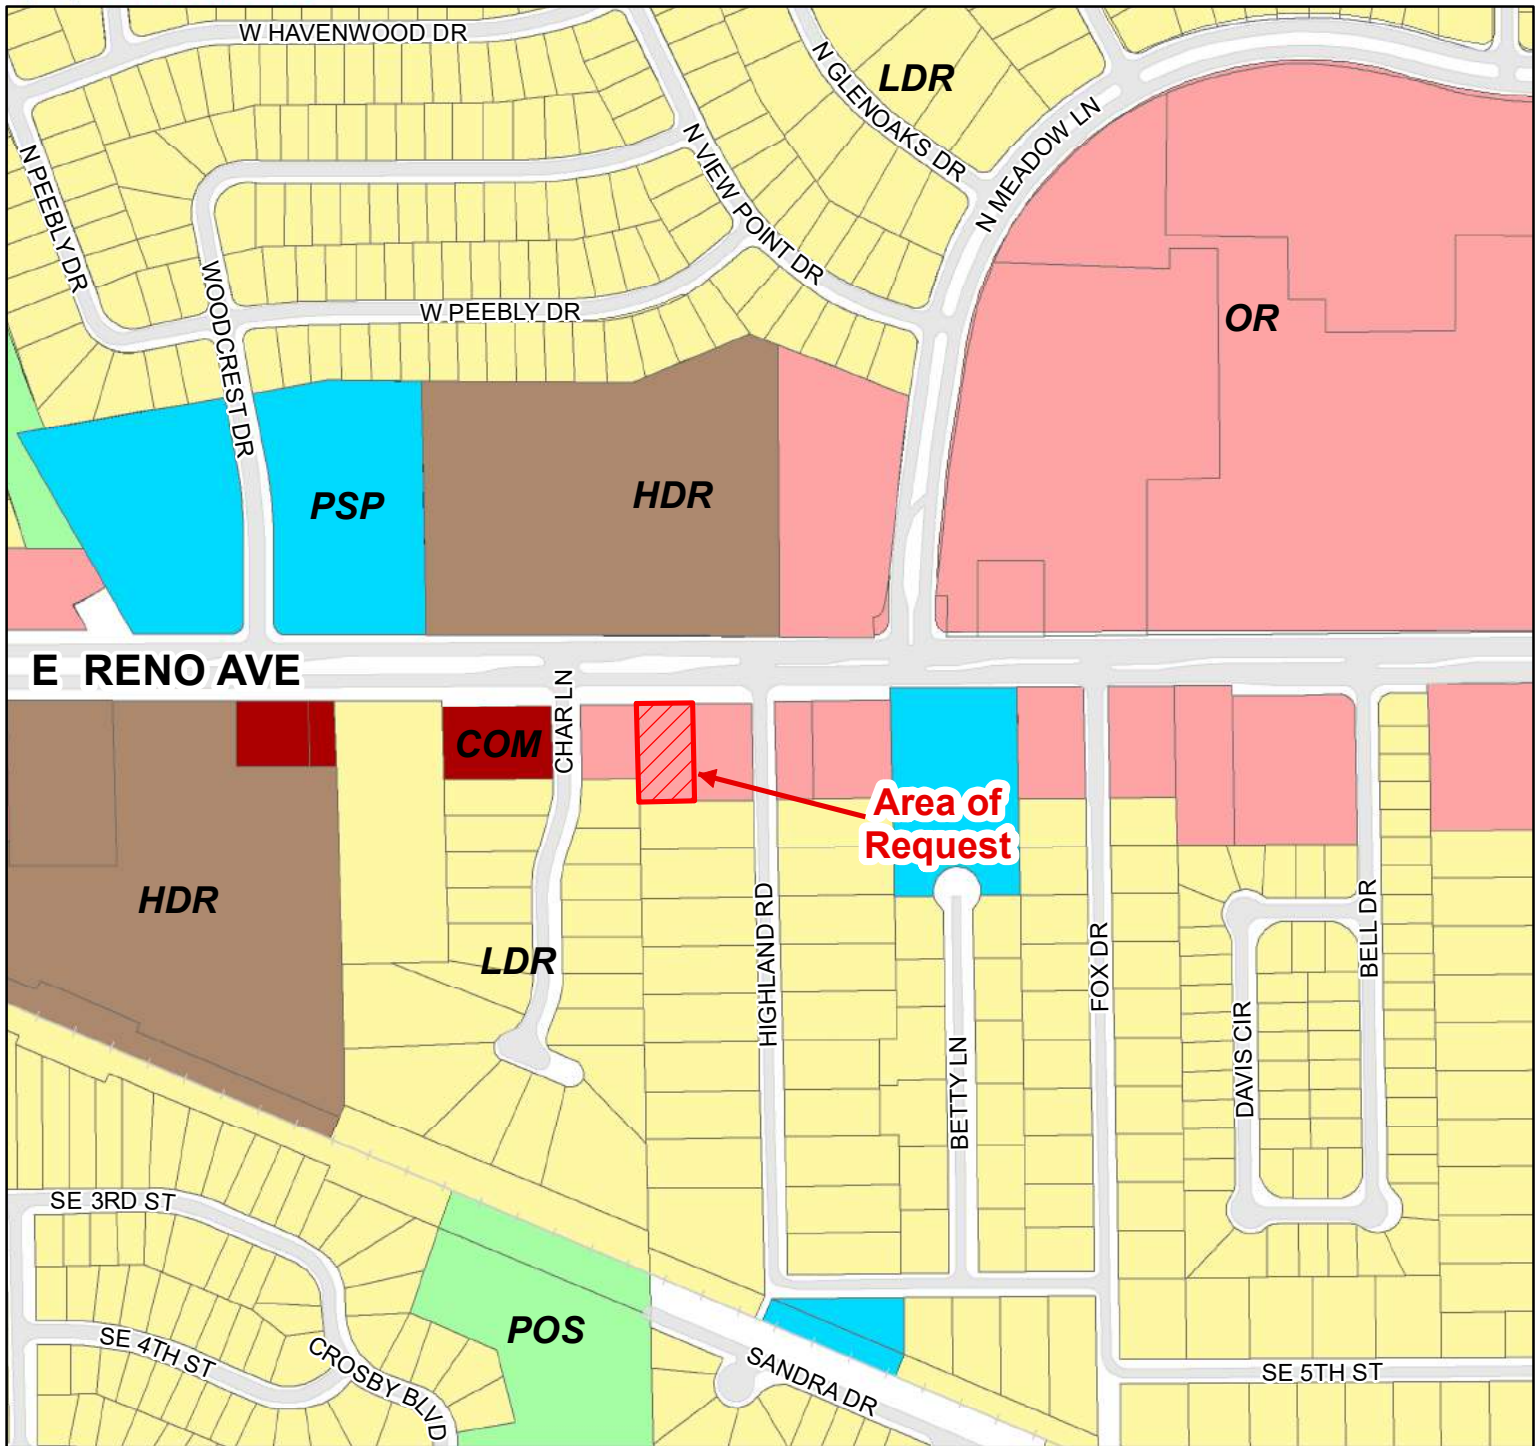 W HAVENWOOD DR
N GLENOAKS DR
LDR
N MEADOW LN
N PEEBLY DR
N VIEW POINT DR
WOODCREST DR
W PEEBLY DR
OR
PSP
HDR
E RENO AVE
CHAR LN
COM
Area of
Request
HDR
LDR
HIGHLAND RD
BETTY LN
FOX DR
DAVIS CIR
BELL DR
SE 3RD ST
POS
SE 4TH ST
CROSBY BLVD
SANDRA DR
SE 5TH ST